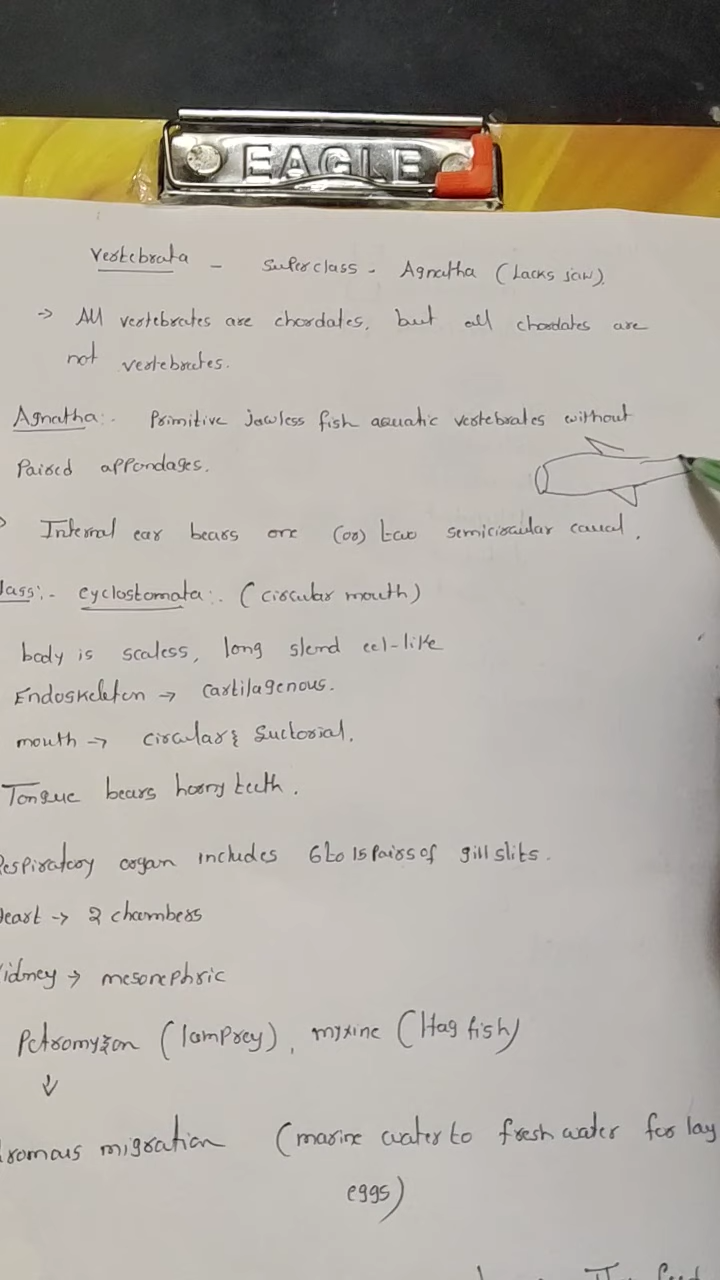 EAGLE
Vertebrata - Superclass - Agnatha (Lacks jaw)
→ All vertebrates are chordates, but all chordates are
not vertebrates.
Agnatha:- Primitive jawless fish aquatic vertebrates without
Paired appondages.
Internal ear bears one (or) two semicircular canal.
lass:- cyclostomata:. (circular mouth)
body is scaless, long slend eel-like
Endoskeleton → cartilagenous.
mouth → circular & Suctorial.
Tongue bears horny teeth.
espiratory organ includes 6 to 15 Pairs of gill slits.
eart → 2 chambers
idney → mesonephric
Petromyzon (lamprey), myxine (Hag fish)
↓
romous migration (marine water to fresh water for lay
eggs)